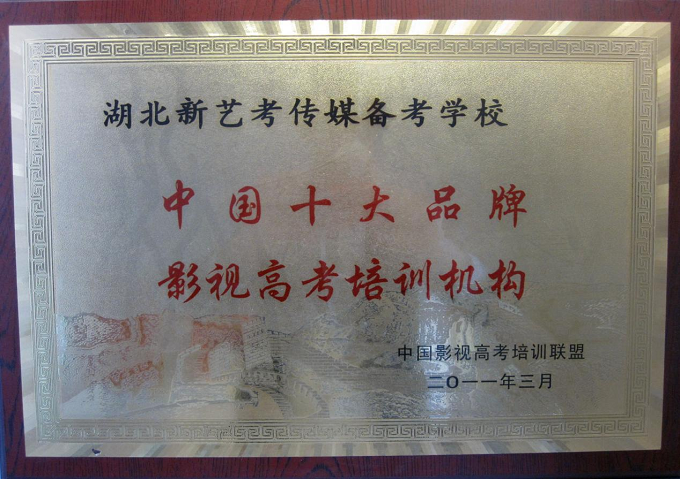 湖北新艺考传媒备考学校
中国十大品牌
影视高考培训机构
中国影视高考培训联盟
二〇一一年三月